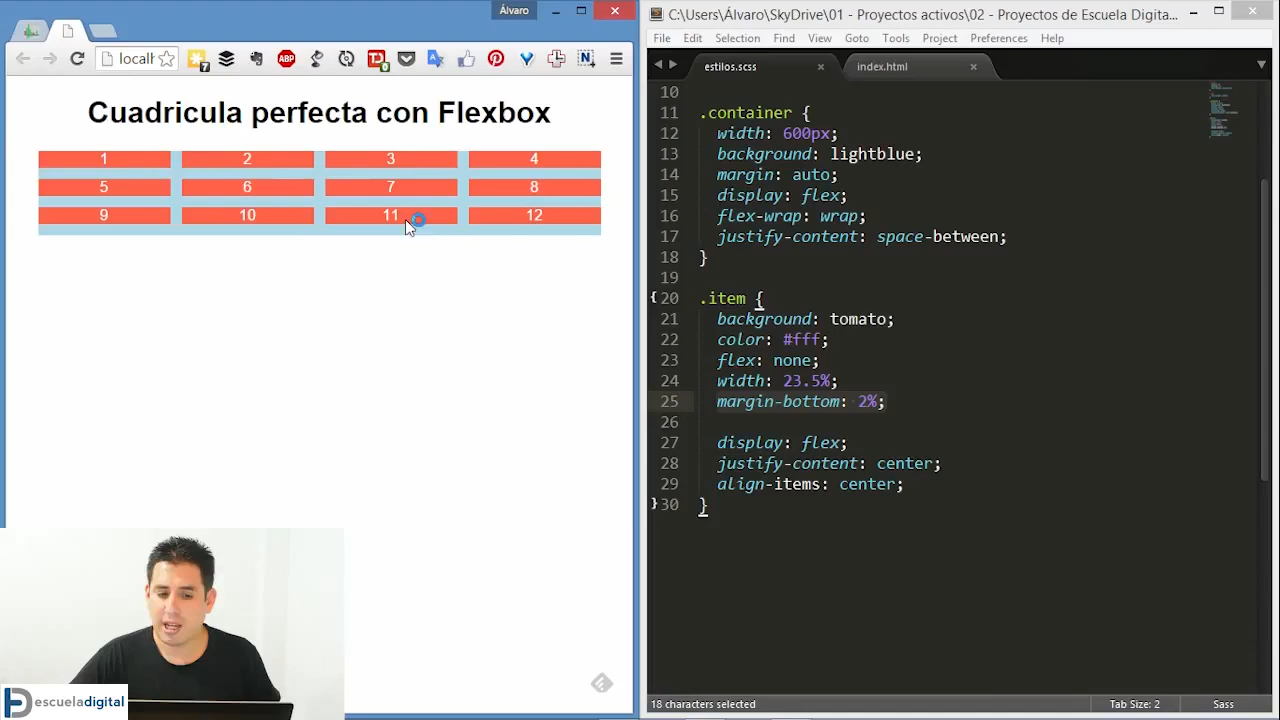 Álvaro
localh
7
ABP
0
Cuadricula perfecta con Flexbox
1 2 3 4
5 6 7 8
9 10 11 12
escueladigital
C:\Users\Álvaro\SkyDrive\01 - Proyectos activos\02 - Proyectos de Escuela Digita...
File Edit Selection Find View Goto Tools Project Preferences Help
estilos.scss index.html
10
11 .container {
12 width: 600px;
13 background: lightblue;
14 margin: auto;
15 display: flex;
16 flex-wrap: wrap;
17 justify-content: space-between;
18 }
19
20 .item {
21 background: tomato;
22 color: #fff;
23 flex: none;
24 width: 23.5%;
25 margin-bottom: 2%;
26
27 display: flex;
28 justify-content: center;
29 align-items: center;
30 }
18 characters selected Tab Size: 2 Sass